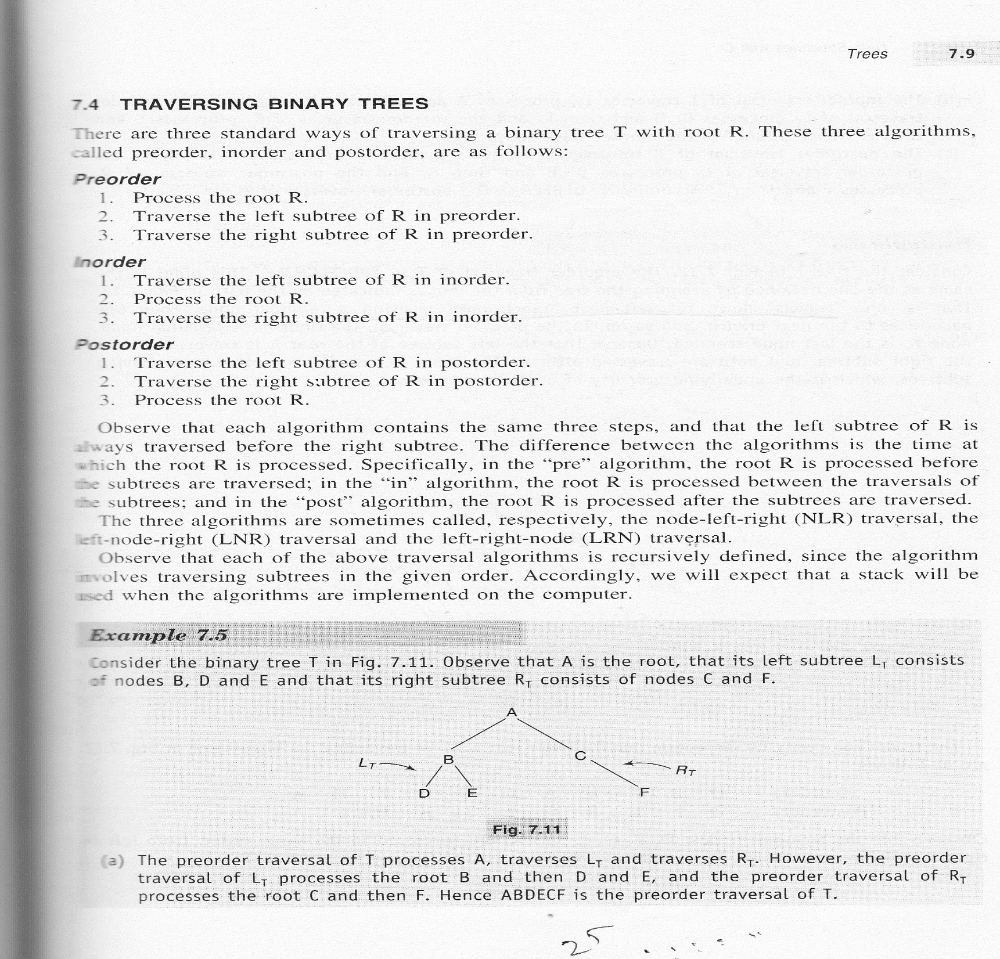 Trees 7.9
7.4 TRAVERSING BINARY TREES
There are three standard ways of traversing a binary tree T with root R. These three algorithms,
called preorder, inorder and postorder, are as follows:
Preorder
1. Process the root R.
2. Traverse the left subtree of R in preorder.
3. Traverse the right subtree of R in preorder.
Inorder
1. Traverse the left subtree of R in inorder.
2. Process the root R.
3. Traverse the right subtree of R in inorder.
Postorder
1. Traverse the left subtree of R in postorder.
2. Traverse the right subtree of R in postorder.
3. Process the root R.
Observe that each algorithm contains the same three steps, and that the left subtree of R is
always traversed before the right subtree. The difference between the algorithms is the time at
which the root R is processed. Specifically, in the “pre” algorithm, the root R is processed before
the subtrees are traversed; in the “in” algorithm, the root R is processed between the traversals of
the subtrees; and in the “post” algorithm, the root R is processed after the subtrees are traversed.
The three algorithms are sometimes called, respectively, the node-left-right (NLR) traversal, the
left-node-right (LNR) traversal and the left-right-node (LRN) traversal.
Observe that each of the above traversal algorithms is recursively defined, since the algorithm
involves traversing subtrees in the given order. Accordingly, we will expect that a stack will be
used when the algorithms are implemented on the computer.
Example 7.5
Consider the binary tree T in Fig. 7.11. Observe that A is the root, that its left subtree L_T consists
of nodes B, D and E and that its right subtree R_T consists of nodes C and F.
A
L_T B C R_T
D E F
Fig. 7.11
(a) The preorder traversal of T processes A, traverses L_T and traverses R_T. However, the preorder
traversal of L_T processes the root B and then D and E, and the preorder traversal of R_T
processes the root C and then F. Hence ABDECF is the preorder traversal of T.
25